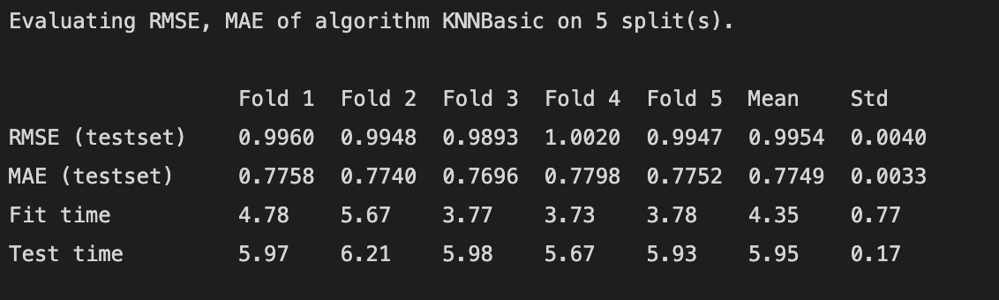 Evaluating RMSE, MAE of algorithm KNNBasic on 5 split(s).
Fold 1 Fold 2 Fold 3 Fold 4 Fold 5 Mean Std
RMSE (testset) 0.9960 0.9948 0.9893 1.0020 0.9947 0.9954 0.0040
MAE (testset) 0.7758 0.7740 0.7696 0.7798 0.7752 0.7749 0.0033
Fit time 4.78 5.67 3.77 3.73 3.78 4.35 0.77
Test time 5.97 6.21 5.98 5.67 5.93 5.95 0.17